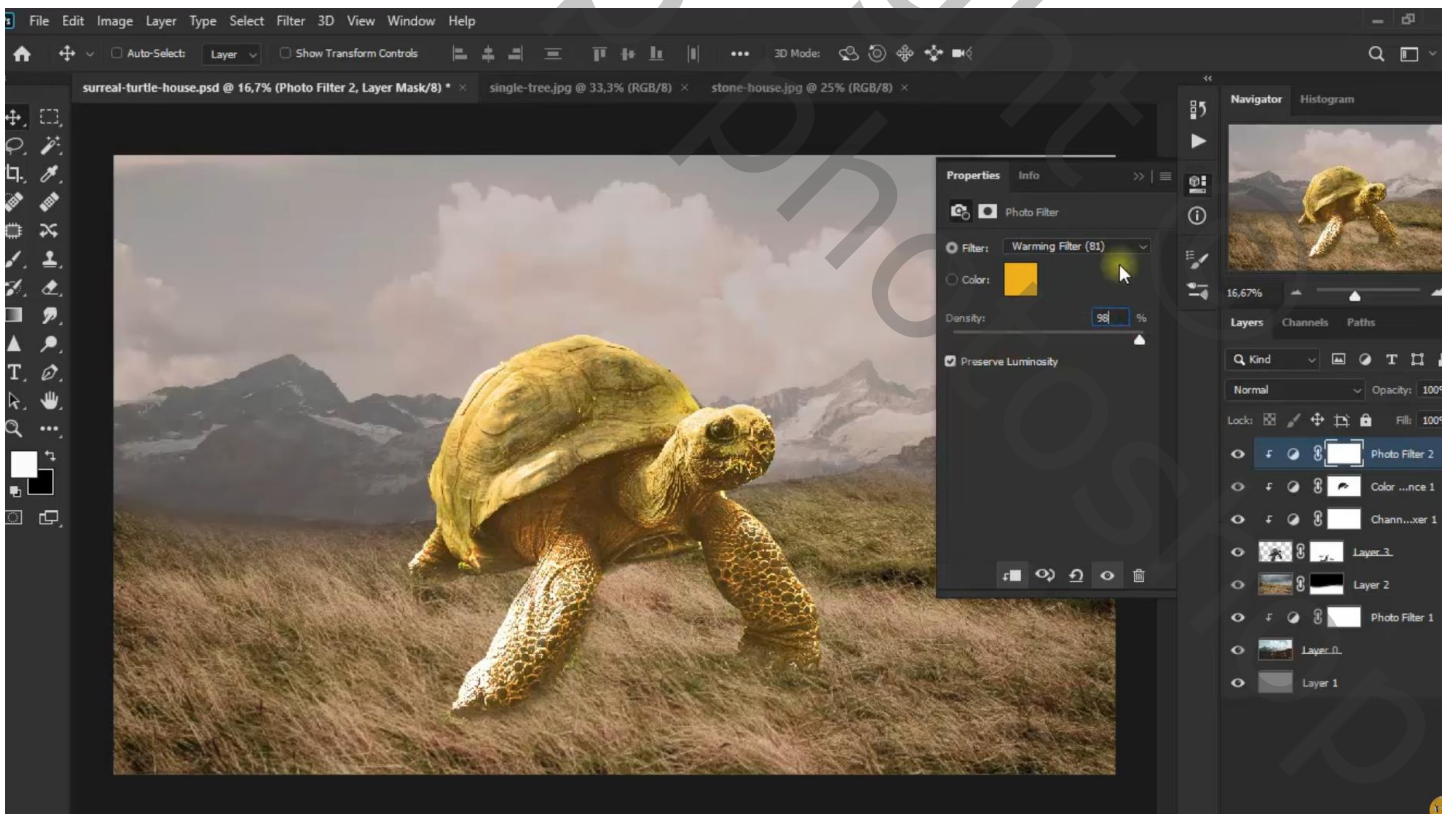 File Edit Image Layer Type Select Filter 3D View Window Help
Auto-Select: Layer Show Transform Controls 3D Mode:
surreal-turtle-house.psd @ 16,7% (Photo Filter 2, Layer Mask/8) * × single-tree.jpg @ 33,3% (RGB/8) × stone-house.jpg @ 25% (RGB/8) ×
Navigator Histogram
Properties Info
Photo Filter
Filter: Warming Filter (81)
Color:
Density: 98 %
Preserve Luminosity
16,67%
Layers Channels Paths
Kind
Normal Opacity: 100%
Lock: Fill: 100%
Photo Filter 2
Color ...nce 1
Chann...xer 1
Layer 3
Layer 2
Photo Filter 1
Layer 0
Layer 1
photoshop